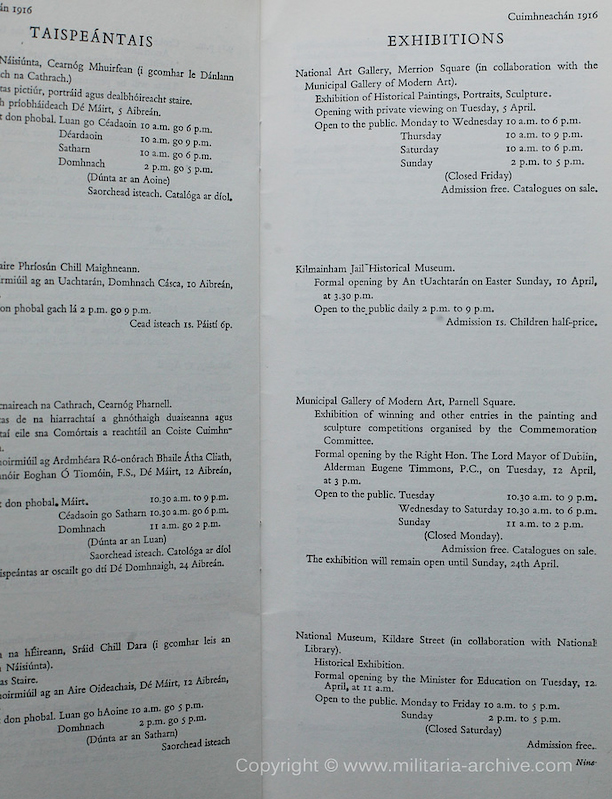 án 1916
TAISPEÁNTAIS
Náisiúnta, Cearnóg Mhuirfean (i gcomhar le Dánlann
ch na Cathrach.)
tas pictiúr, portráid agus dealbhóireacht staire.
h príobháideach Dé Máirt, 5 Aibreán.
t don phobal. Luan go Céadaoin 10 a.m. go 6 p.m.
Déardaoin 10 a.m. go 9 p.m.
Satharn 10 a.m. go 6 p.m.
Domhnach 2 p.m. go 5 p.m.
(Dúnta ar an Aoine)
Saorchead isteach. Catalóga ar díol.
aire Phríosún Chill Maighneann.
irmiúil ag an Uachtarán, Domhnach Cásca, 10 Aibreán,
on phobal gach lá 2 p.m. go 9 p.m.
Cead isteach 1s. Páistí 6p.
cnaireach na Cathrach, Cearnóg Pharnell.
tas de na hiarrachtaí a ghnóthaigh duaiseanna agus
taí eile sna Comórtais a reachtáil an Coiste Cuimhn-
hoirmiúil ag Ardmhéara Ró-onórach Bhaile Átha Cliath,
nóir Eoghan Ó Tiomóin, F.S., Dé Máirt, 12 Aibreán,
t don phobal. Máirt. 10.30 a.m. to 9 p.m.
Céadaoin go Satharn 10.30 a.m. go 6 p.m.
Domhnach 11 a.m. go 2 p.m.
(Dúnta ar an Luan)
Saorchead isteach. Catológa ar díol
ispeántas ar oscailt go dtí Dé Domhnaigh, 24 Aibreán.
na hÉireann, Sráid Chill Dara (i gcomhar leis an
Náisiúnta).
as Staire.
hoirmiúil ag an Aire Oideachais, Dé Máirt, 12 Aibreán,
don phobal. Luan go hAoine 10 a.m. go 5 p.m.
Domhnach 2 p.m. go 5 p.m.
(Dúnta ar an Satharn)
Saorchead isteach
Cuimhneachán 1916
EXHIBITIONS
National Art Gallery, Merrion Square (in collaboration with the
Municipal Gallery of Modern Art).
Exhibition of Historical Paintings, Portraits, Sculpture.
Opening with private viewing on Tuesday, 5 April.
Open to the public. Monday to Wednesday 10 a.m. to 6 p.m.
Thursday 10 a.m. to 9 p.m.
Saturday 10 a.m. to 6 p.m.
Sunday 2 p.m. to 5 p.m.
(Closed Friday)
Admission free. Catalogues on sale.
Kilmainham Jail Historical Museum.
Formal opening by An tUachtarán on Easter Sunday, 10 April,
at 3.30 p.m.
Open to the public daily 2 p.m. to 9 p.m.
Admission 1s. Children half-price.
Municipal Gallery of Modern Art, Parnell Square.
Exhibition of winning and other entries in the painting and
sculpture competitions organised by the Commemoration
Committee.
Formal opening by the Right Hon. The Lord Mayor of Dublin,
Alderman Eugene Timmons, P.C., on Tuesday, 12 April,
at 3 p.m.
Open to the public. Tuesday 10.30 a.m. to 9 p.m.
Wednesday to Saturday 10.30 a.m. to 6 p.m.
Sunday 11 a.m. to 2 p.m.
(Closed Monday).
Admission free. Catalogues on sale.
The exhibition will remain open until Sunday, 24th April.
National Museum, Kildare Street (in collaboration with National
Library).
Historical Exhibition.
Formal opening by the Minister for Education on Tuesday, 12
April, at 11 a.m.
Open to the public. Monday to Friday 10 a.m. to 5 p.m.
Sunday 2 p.m. to 5 p.m.
(Closed Saturday)
Admission free.
Nine
Copyright © www.militaria-archive.com